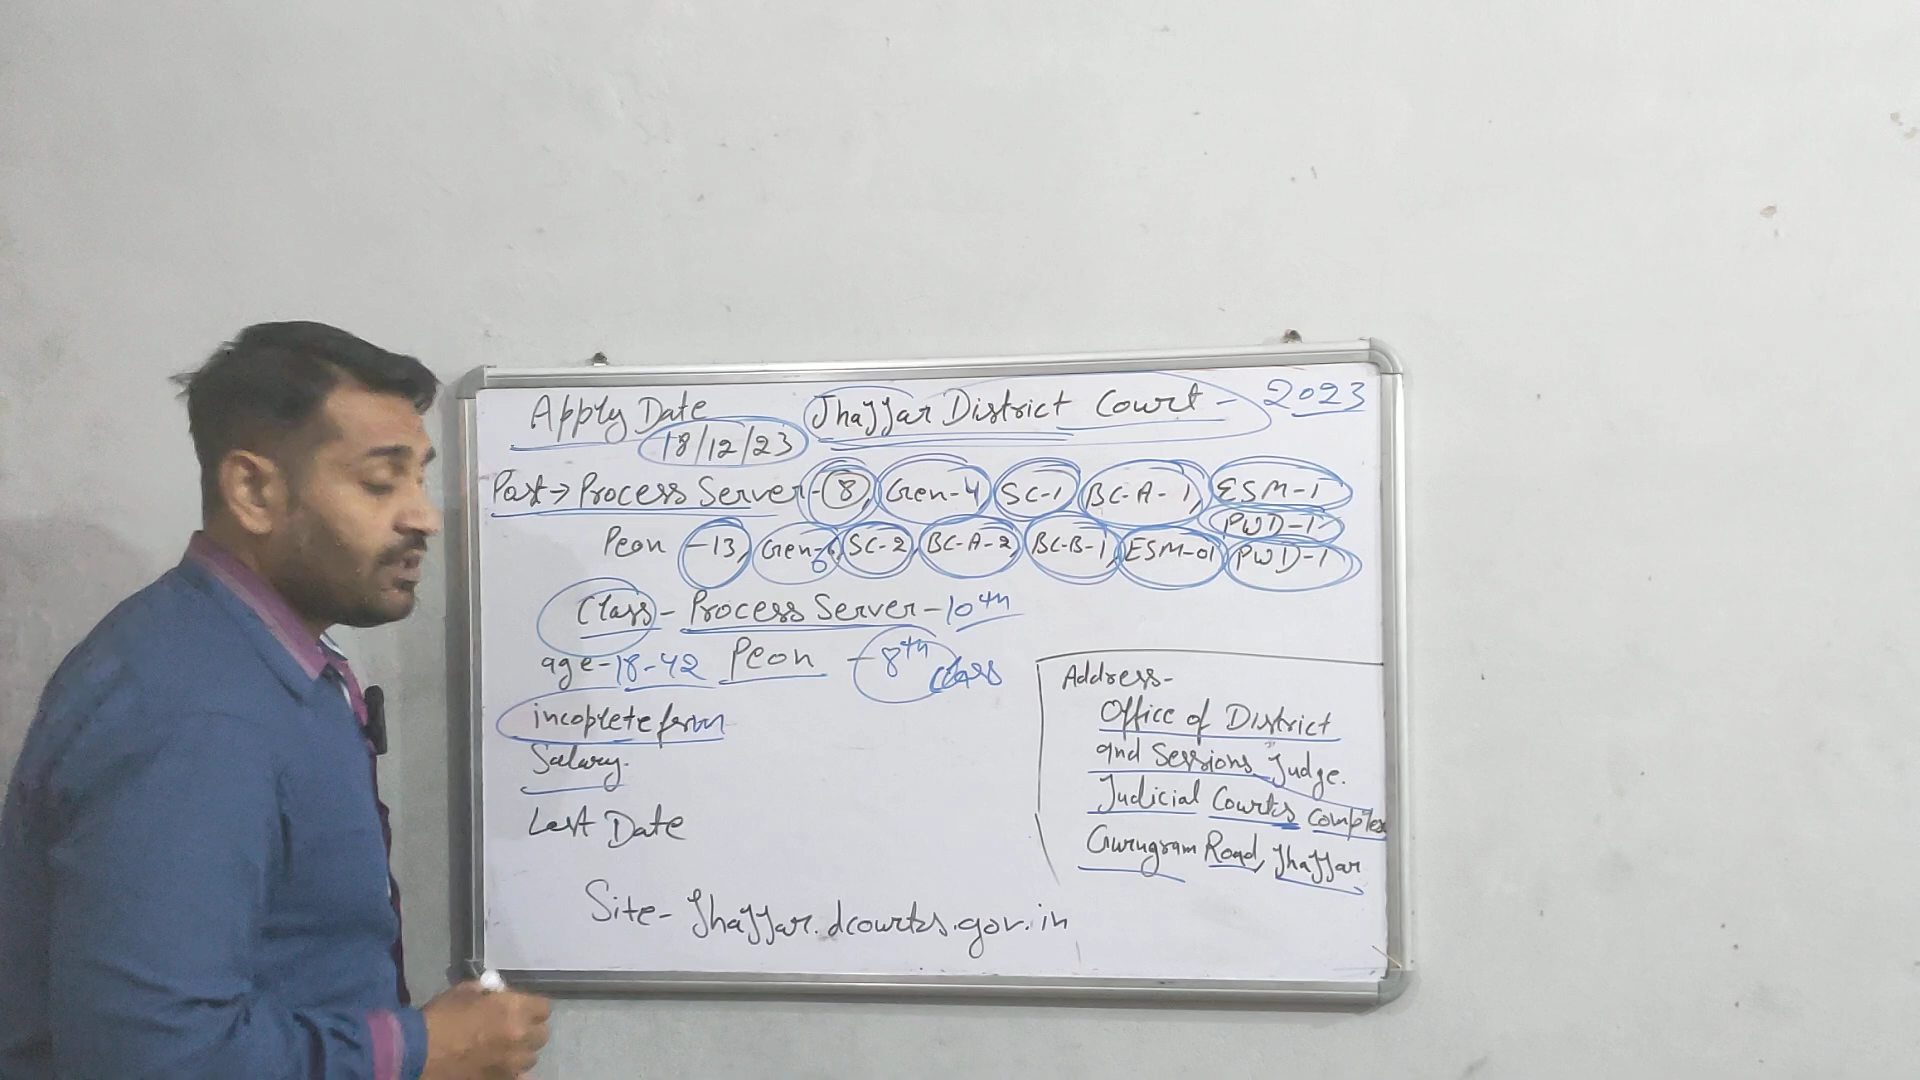 Apply Date Jhajjar District Court - 2023
18/12/23
Post → Process Server - 8, Gen-4 SC-1 BC-A-1, ESM-1
PWD-1
Peon -13, Gen-6, SC-2, BC-A-2, BC-B-1, ESM-01 PWD-1
Class - Process Server - 10th
age - 18-42 Peon - 8th class
incoplete form
Salary.
Last Date
Address-
Office of District
and Sessions Judge.
Judicial Courts complex
Gurugram Road, Jhajjar
Site- Jhajjar.dcourts.gov.in